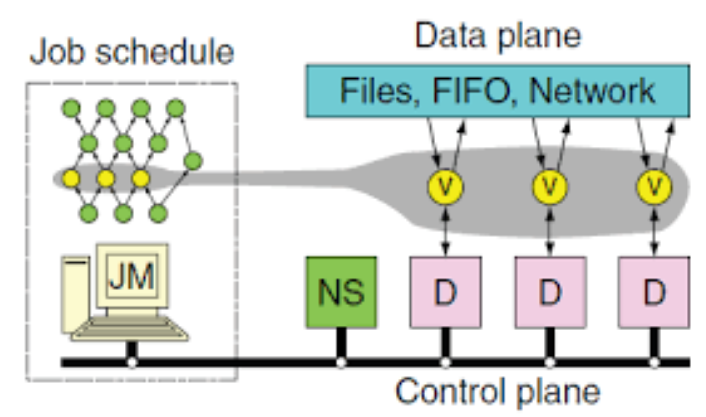 Job schedule
Data plane
Files, FIFO, Network
V V V
JM
NS D D D
Control plane